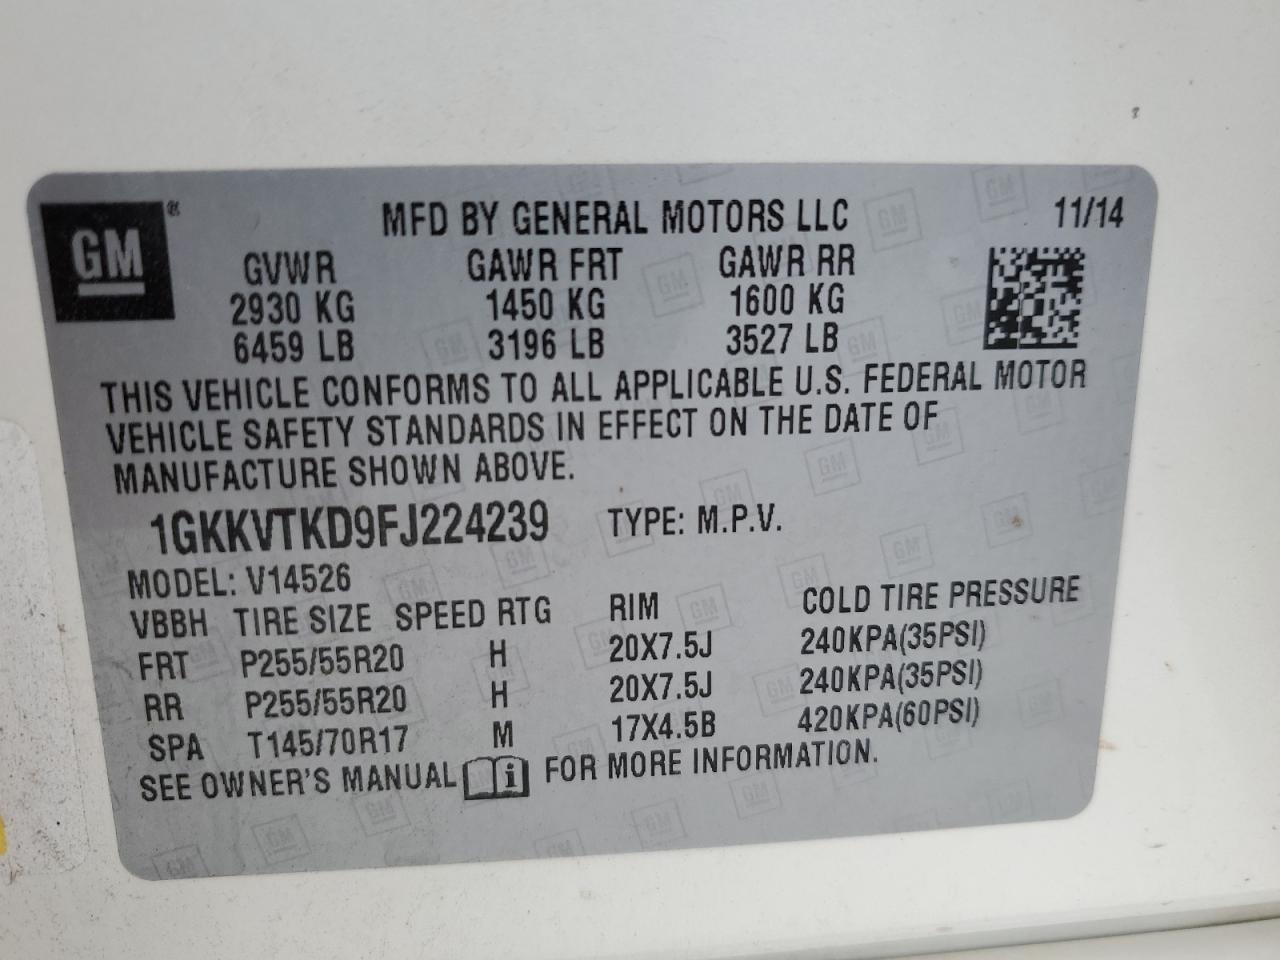 GM®
MFD BY GENERAL MOTORS LLC 11/14
GVWR GAWR FRT GAWR RR
2930 KG 1450 KG 1600 KG
6459 LB 3196 LB 3527 LB
THIS VEHICLE CONFORMS TO ALL APPLICABLE U.S. FEDERAL MOTOR
VEHICLE SAFETY STANDARDS IN EFFECT ON THE DATE OF
MANUFACTURE SHOWN ABOVE.
1GKKVTKD9FJ224239 TYPE: M.P.V.
MODEL: V14526
VBBH TIRE SIZE SPEED RTG RIM COLD TIRE PRESSURE
FRT P255/55R20 H 20X7.5J 240KPA(35PSI)
RR P255/55R20 H 20X7.5J 240KPA(35PSI)
SPA T145/70R17 M 17X4.5B 420KPA(60PSI)
SEE OWNER'S MANUAL i FOR MORE INFORMATION.